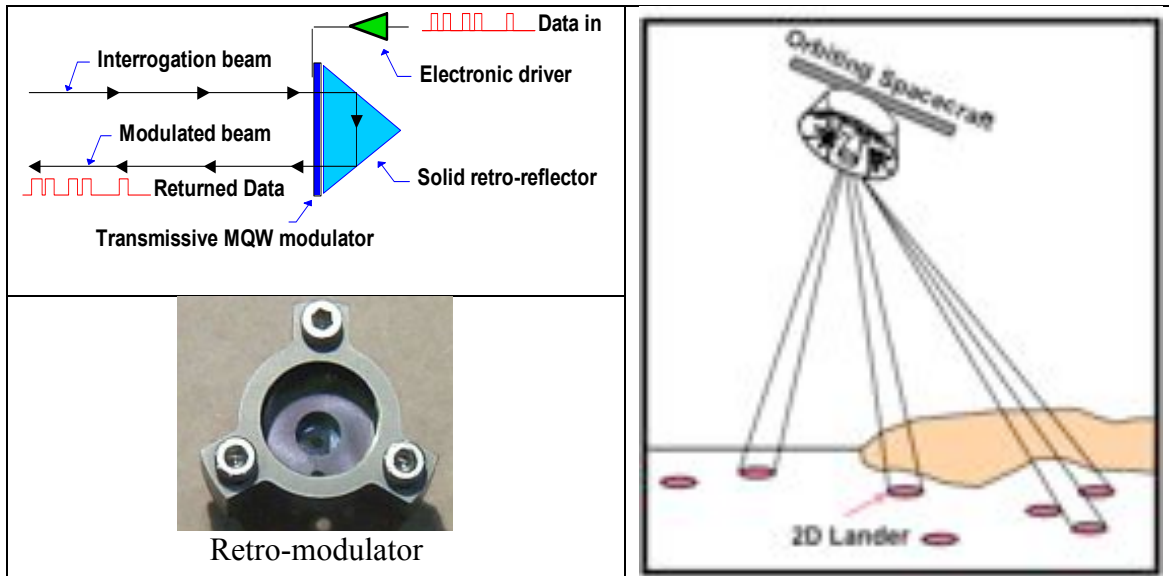 Data in
Interrogation beam
Electronic driver
Modulated beam
Solid retro-reflector
Returned Data
Transmissive MQW modulator
Retro-modulator
Orbiting Spacecraft
2D Lander